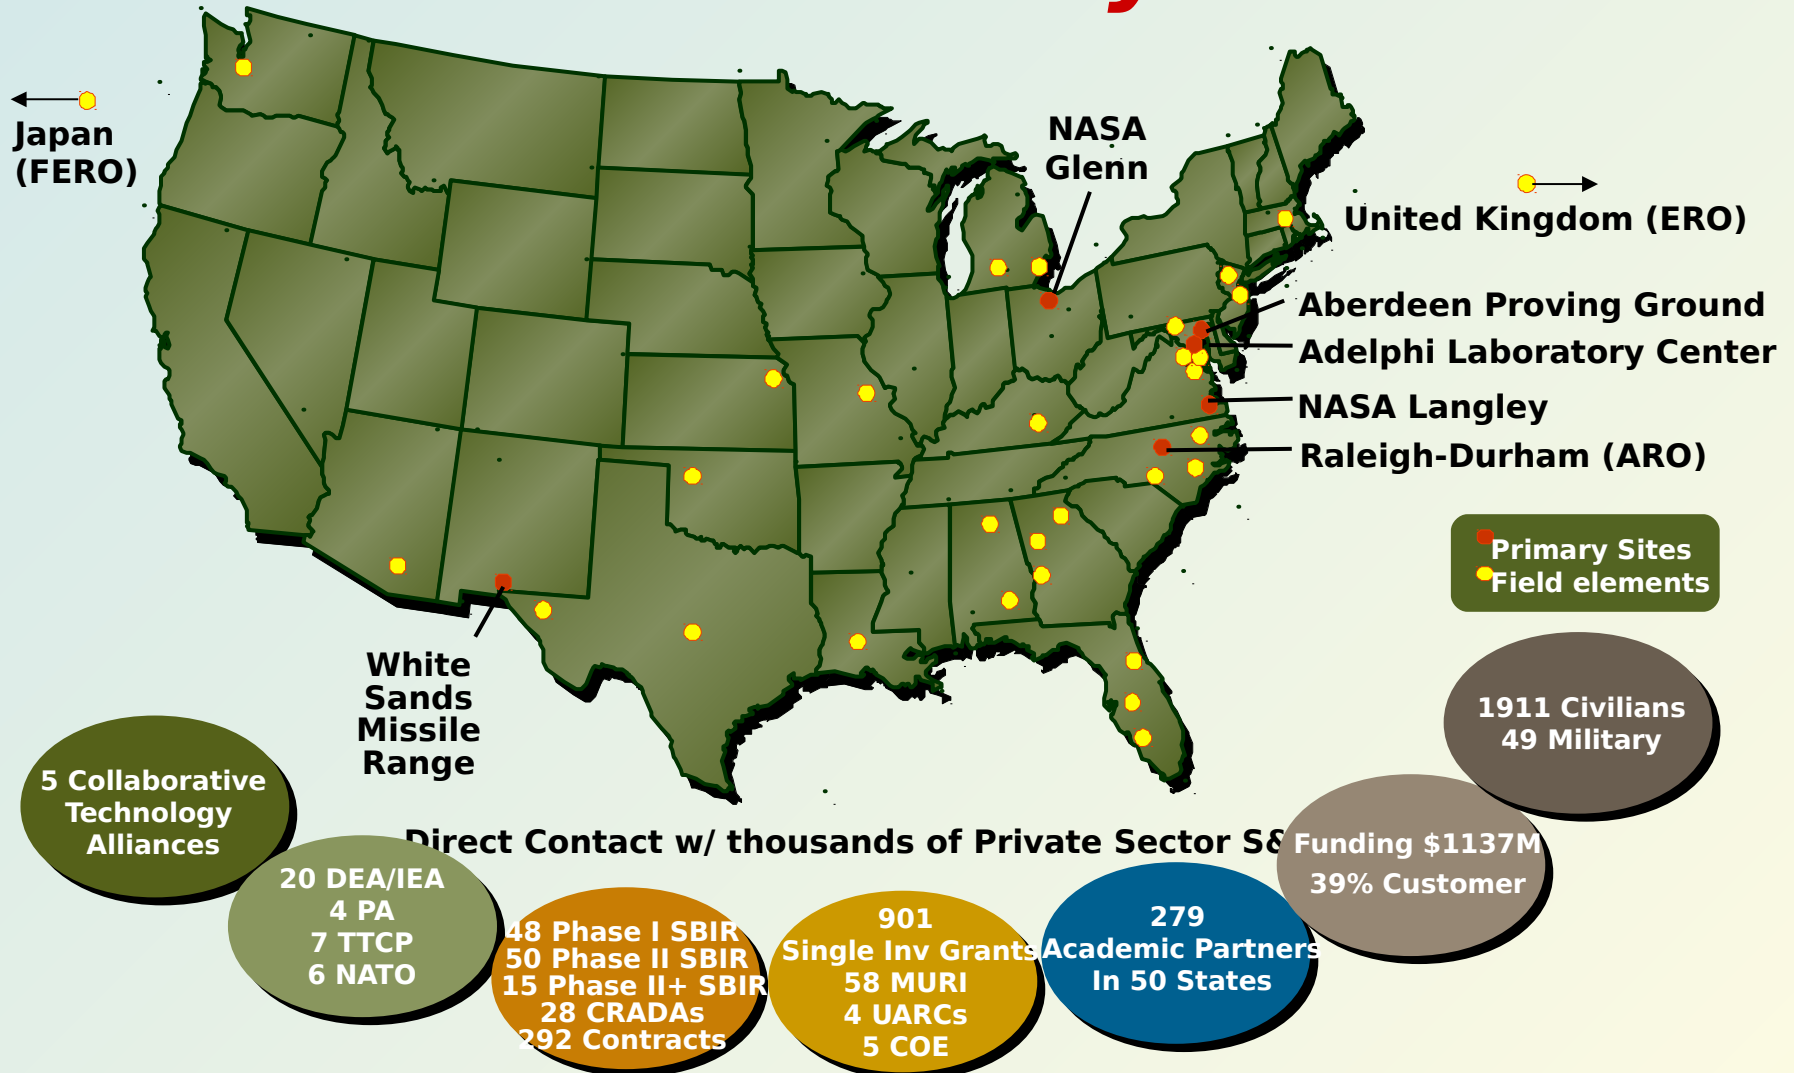 Japan
(FERO)
NASA
Glenn
United Kingdom (ERO)
Aberdeen Proving Ground
Adelphi Laboratory Center
NASA Langley
Raleigh-Durham (ARO)
Primary Sites
Field elements
White
Sands
Missile
Range
1911 Civilians
49 Military
5 Collaborative
Technology
Alliances
Direct Contact w/ thousands of Private Sector
Funding $1137M
39% Customer
20 DEA/IEA
4 PA
7 TTCP
6 NATO
48 Phase I SBIR
50 Phase II SBIR
15 Phase II+ SBIR
28 CRADAs
292 Contracts
901
Single Inv Grants
58 MURI
4 UARCs
5 COE
279
Academic Partners
In 50 States